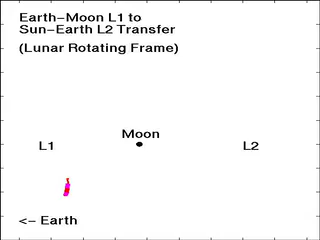 Earth-Moon L1 to
Sun-Earth L2 Transfer
(Lunar Rotating Frame)
Moon
L1
L2
<- Earth